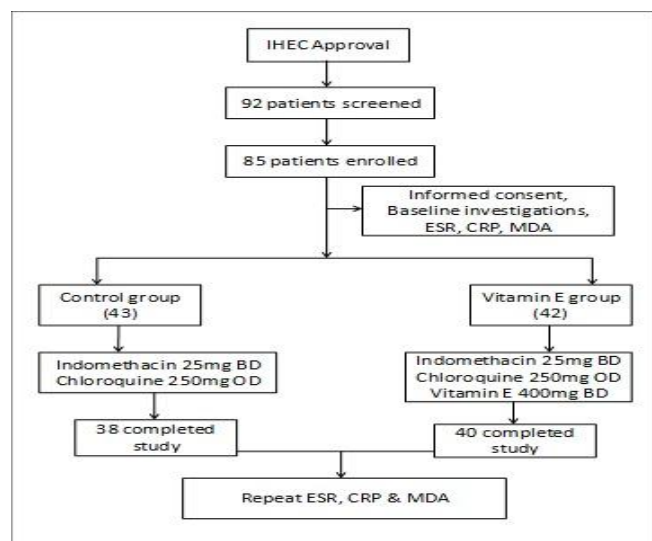 IHEC Approval
92 patients screened
85 patients enrolled
Informed consent,
Baseline investigations,
ESR, CRP, MDA
Control group
(43)
Vitamin E group
(42)
Indomethacin 25mg BD
Chloroquine 250mg OD
Indomethacin 25mg BD
Chloroquine 250mg OD
Vitamin E 400mg BD
38 completed
study
40 completed
study
Repeat ESR, CRP & MDA